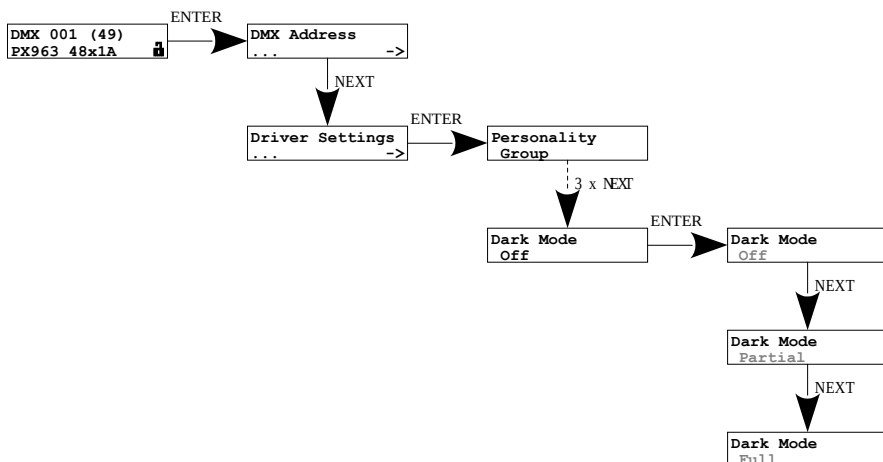 ENTER
DMX 001 (49)
PX963 48x1A
DMX Address
... ->
NEXT
Driver Settings
... ->
ENTER
Personality
Group
3 x NEXT
Dark Mode
Off
ENTER
Dark Mode
Off
NEXT
Dark Mode
Partial
NEXT
Dark Mode
Full